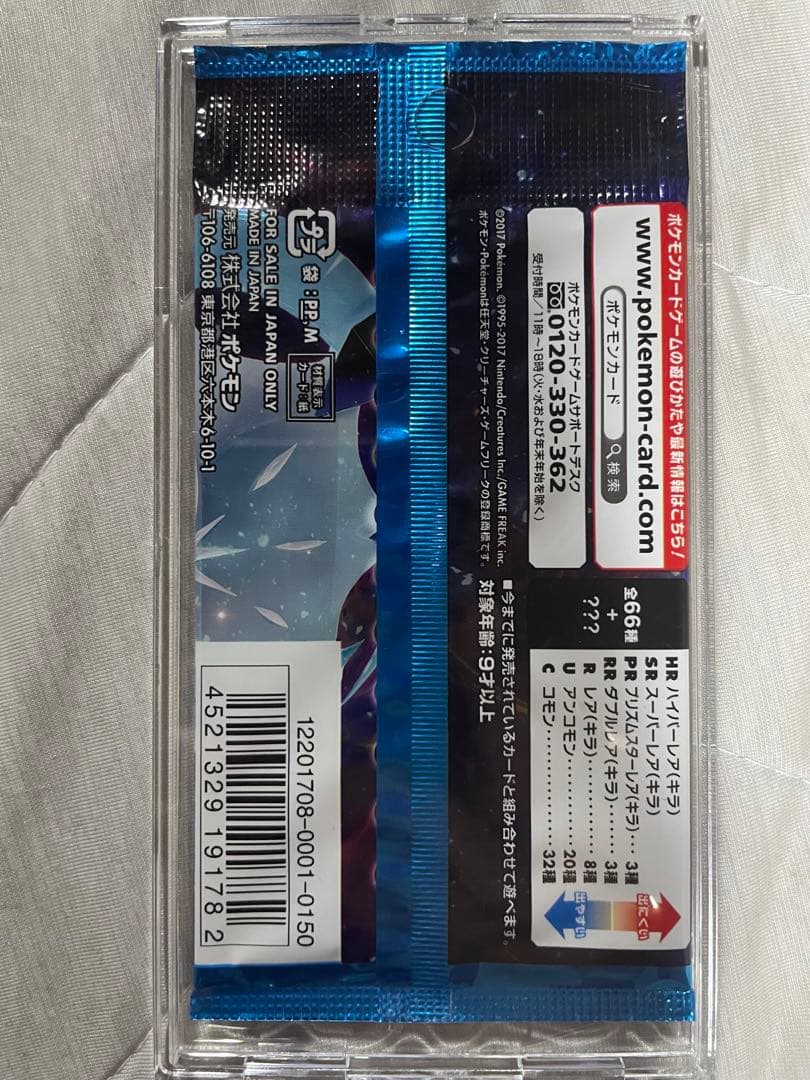 ポケモンカードゲームの遊びかたや最新情報はこちら!
www.pokemon-card.com
ポケモンカード 検索
ポケモンカードゲームサポートデスク
0120-330-362
受付時間/11時~18時(火・水および年末年始を除く)
©2017 Pokémon. ©1995-2017 Nintendo/Creatures Inc./GAME FREAK inc.
ポケモン・Pokémonは任天堂・クリーチャーズ・ゲームフリークの登録商標です。
全66種
+
???
HR ハイパーレア(キラ)
SR スーパーレア(キラ)
PR プリズムスターレア(キラ)… 3種
RR ダブルレア(キラ)……… 3種
R レア(キラ)………… 8種
U アンコモン………… 20種
C コモン……………… 32種
出にくい
出やすい
■今までに発売されているカードと組み合わせて遊べます。
対象年齢:9才以上
プラ
袋:PP,M
材質表示
カード:紙
FOR SALE IN JAPAN ONLY
MADE IN JAPAN
発売元 株式会社ポケモン
〒106-6108 東京都港区六本木6-10-1
12201708-0001-0150
4521329 19178 2